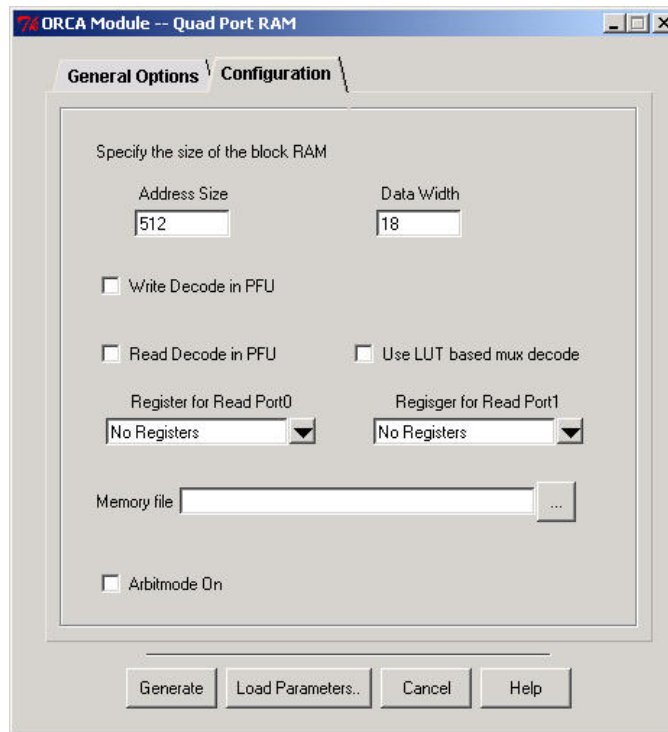 ORCA Module -- Quad Port RAM
General Options Configuration
Specify the size of the block RAM
Address Size Data Width
512 18
Write Decode in PFU
Read Decode in PFU Use LUT based mux decode
Register for Read Port0 Regisger for Read Port1
No Registers No Registers
Memory file ...
Arbitmode On
Generate Load Parameters.. Cancel Help